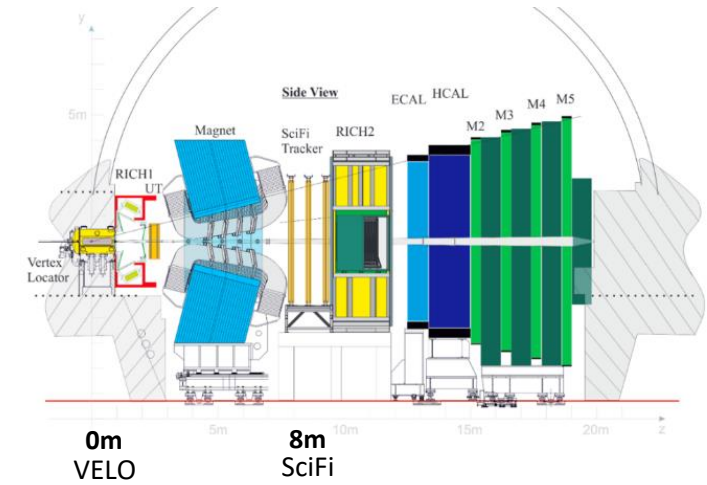 y
5m
Side View
ECAL
HCAL
M2
M3
M4
M5
Magnet
SciFi
Tracker
RICH2
RICH1
UT
Vertex
Locator
5m
10m
15m
20m
z
0m
VELO
8m
SciFi